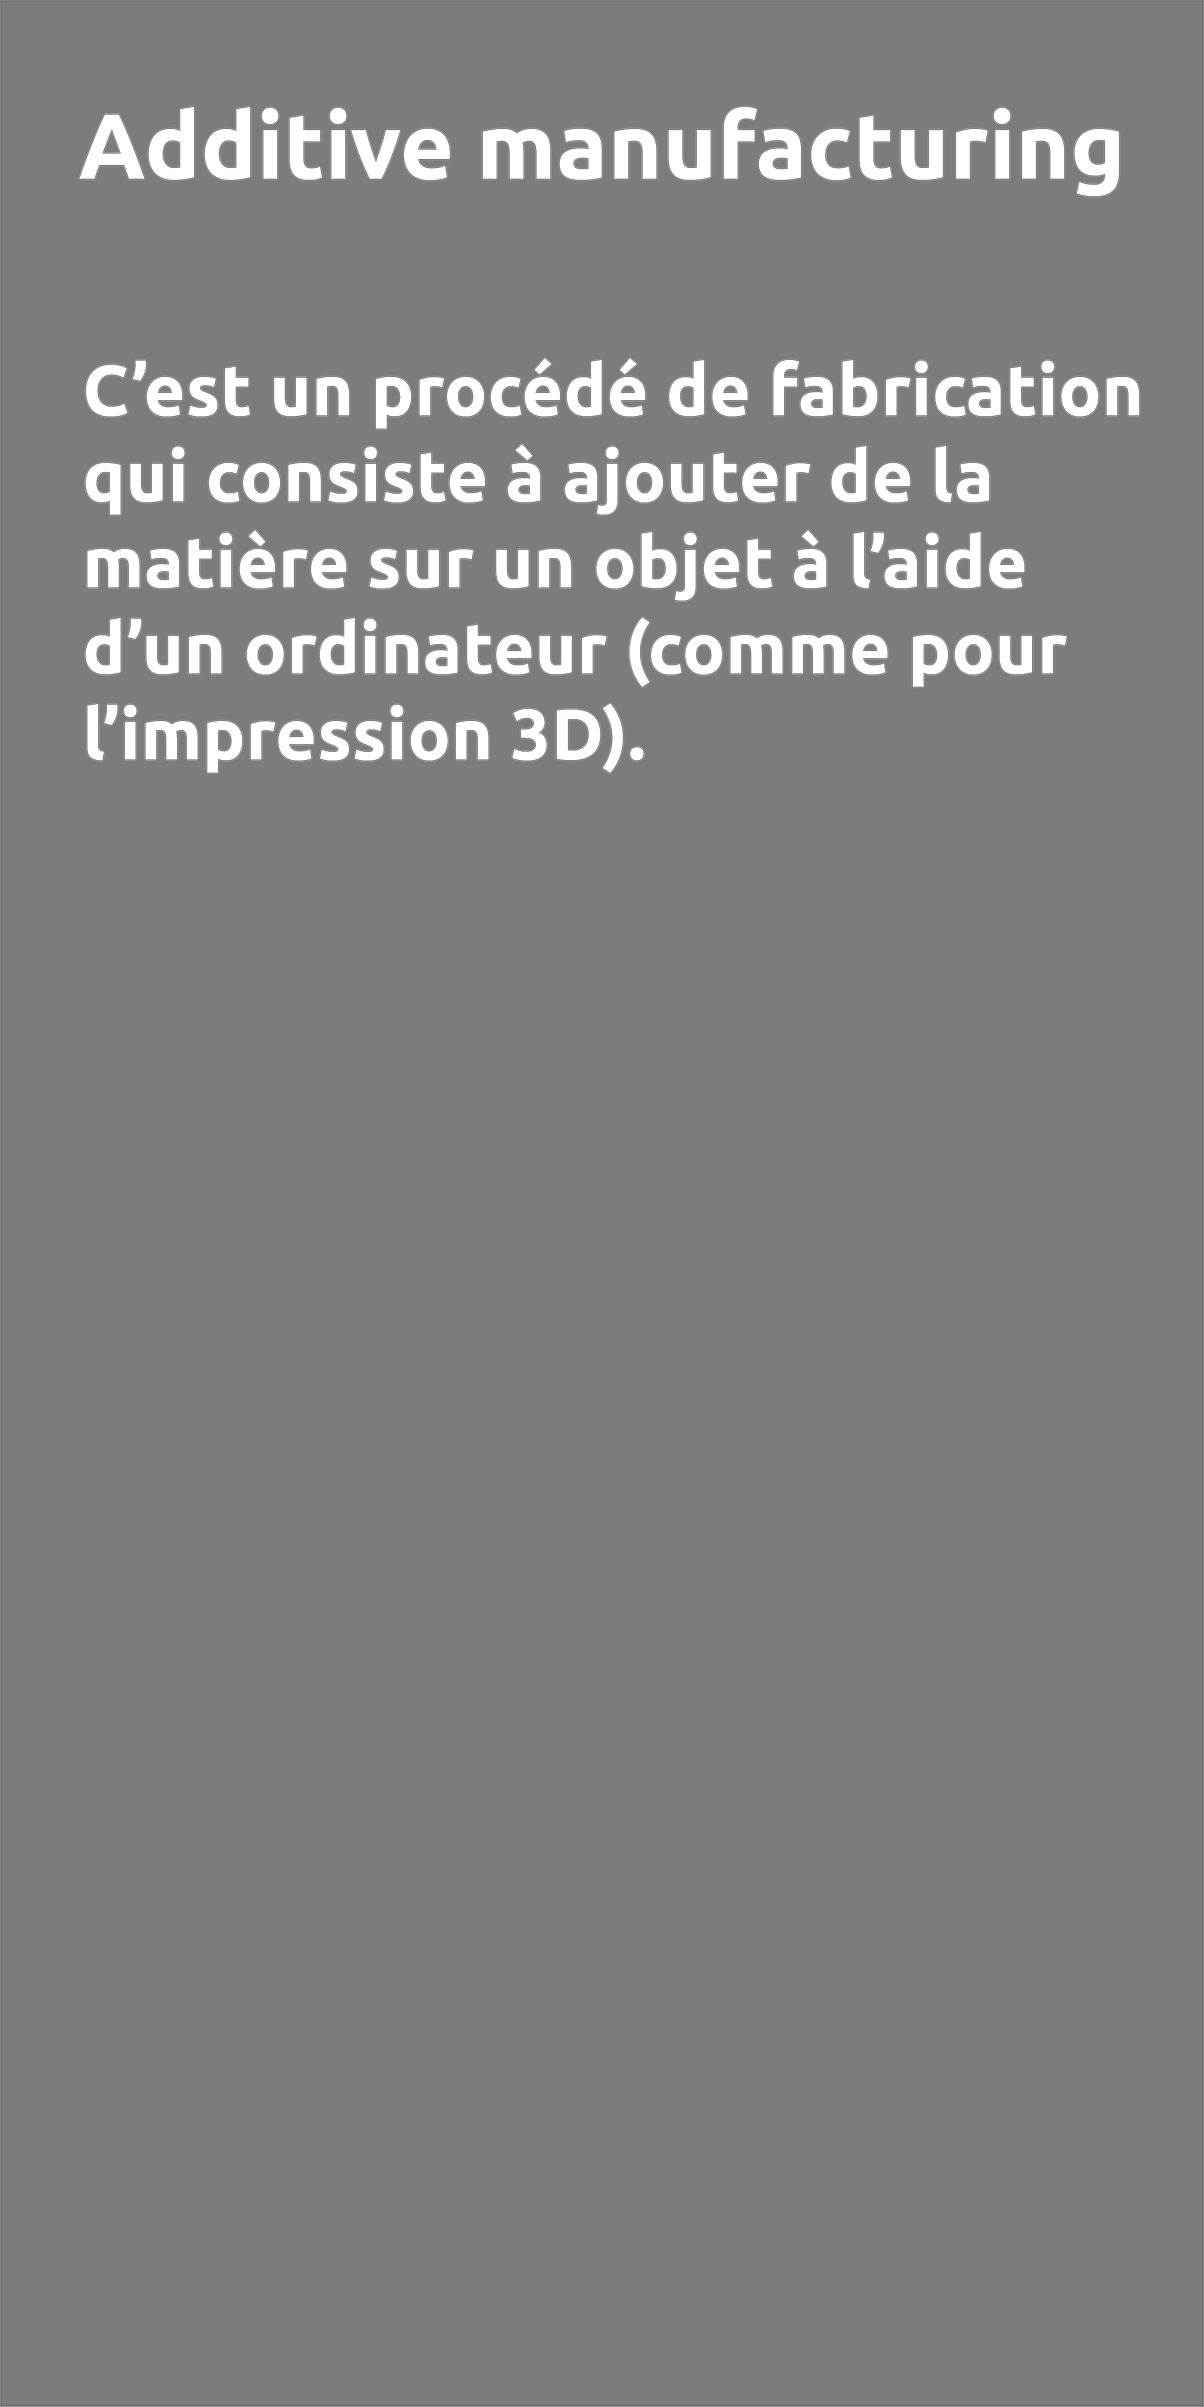 Additive manufacturing
C’est un procédé de fabrication
qui consiste à ajouter de la
matière sur un objet à l’aide
d’un ordinateur (comme pour
l’impression 3D).